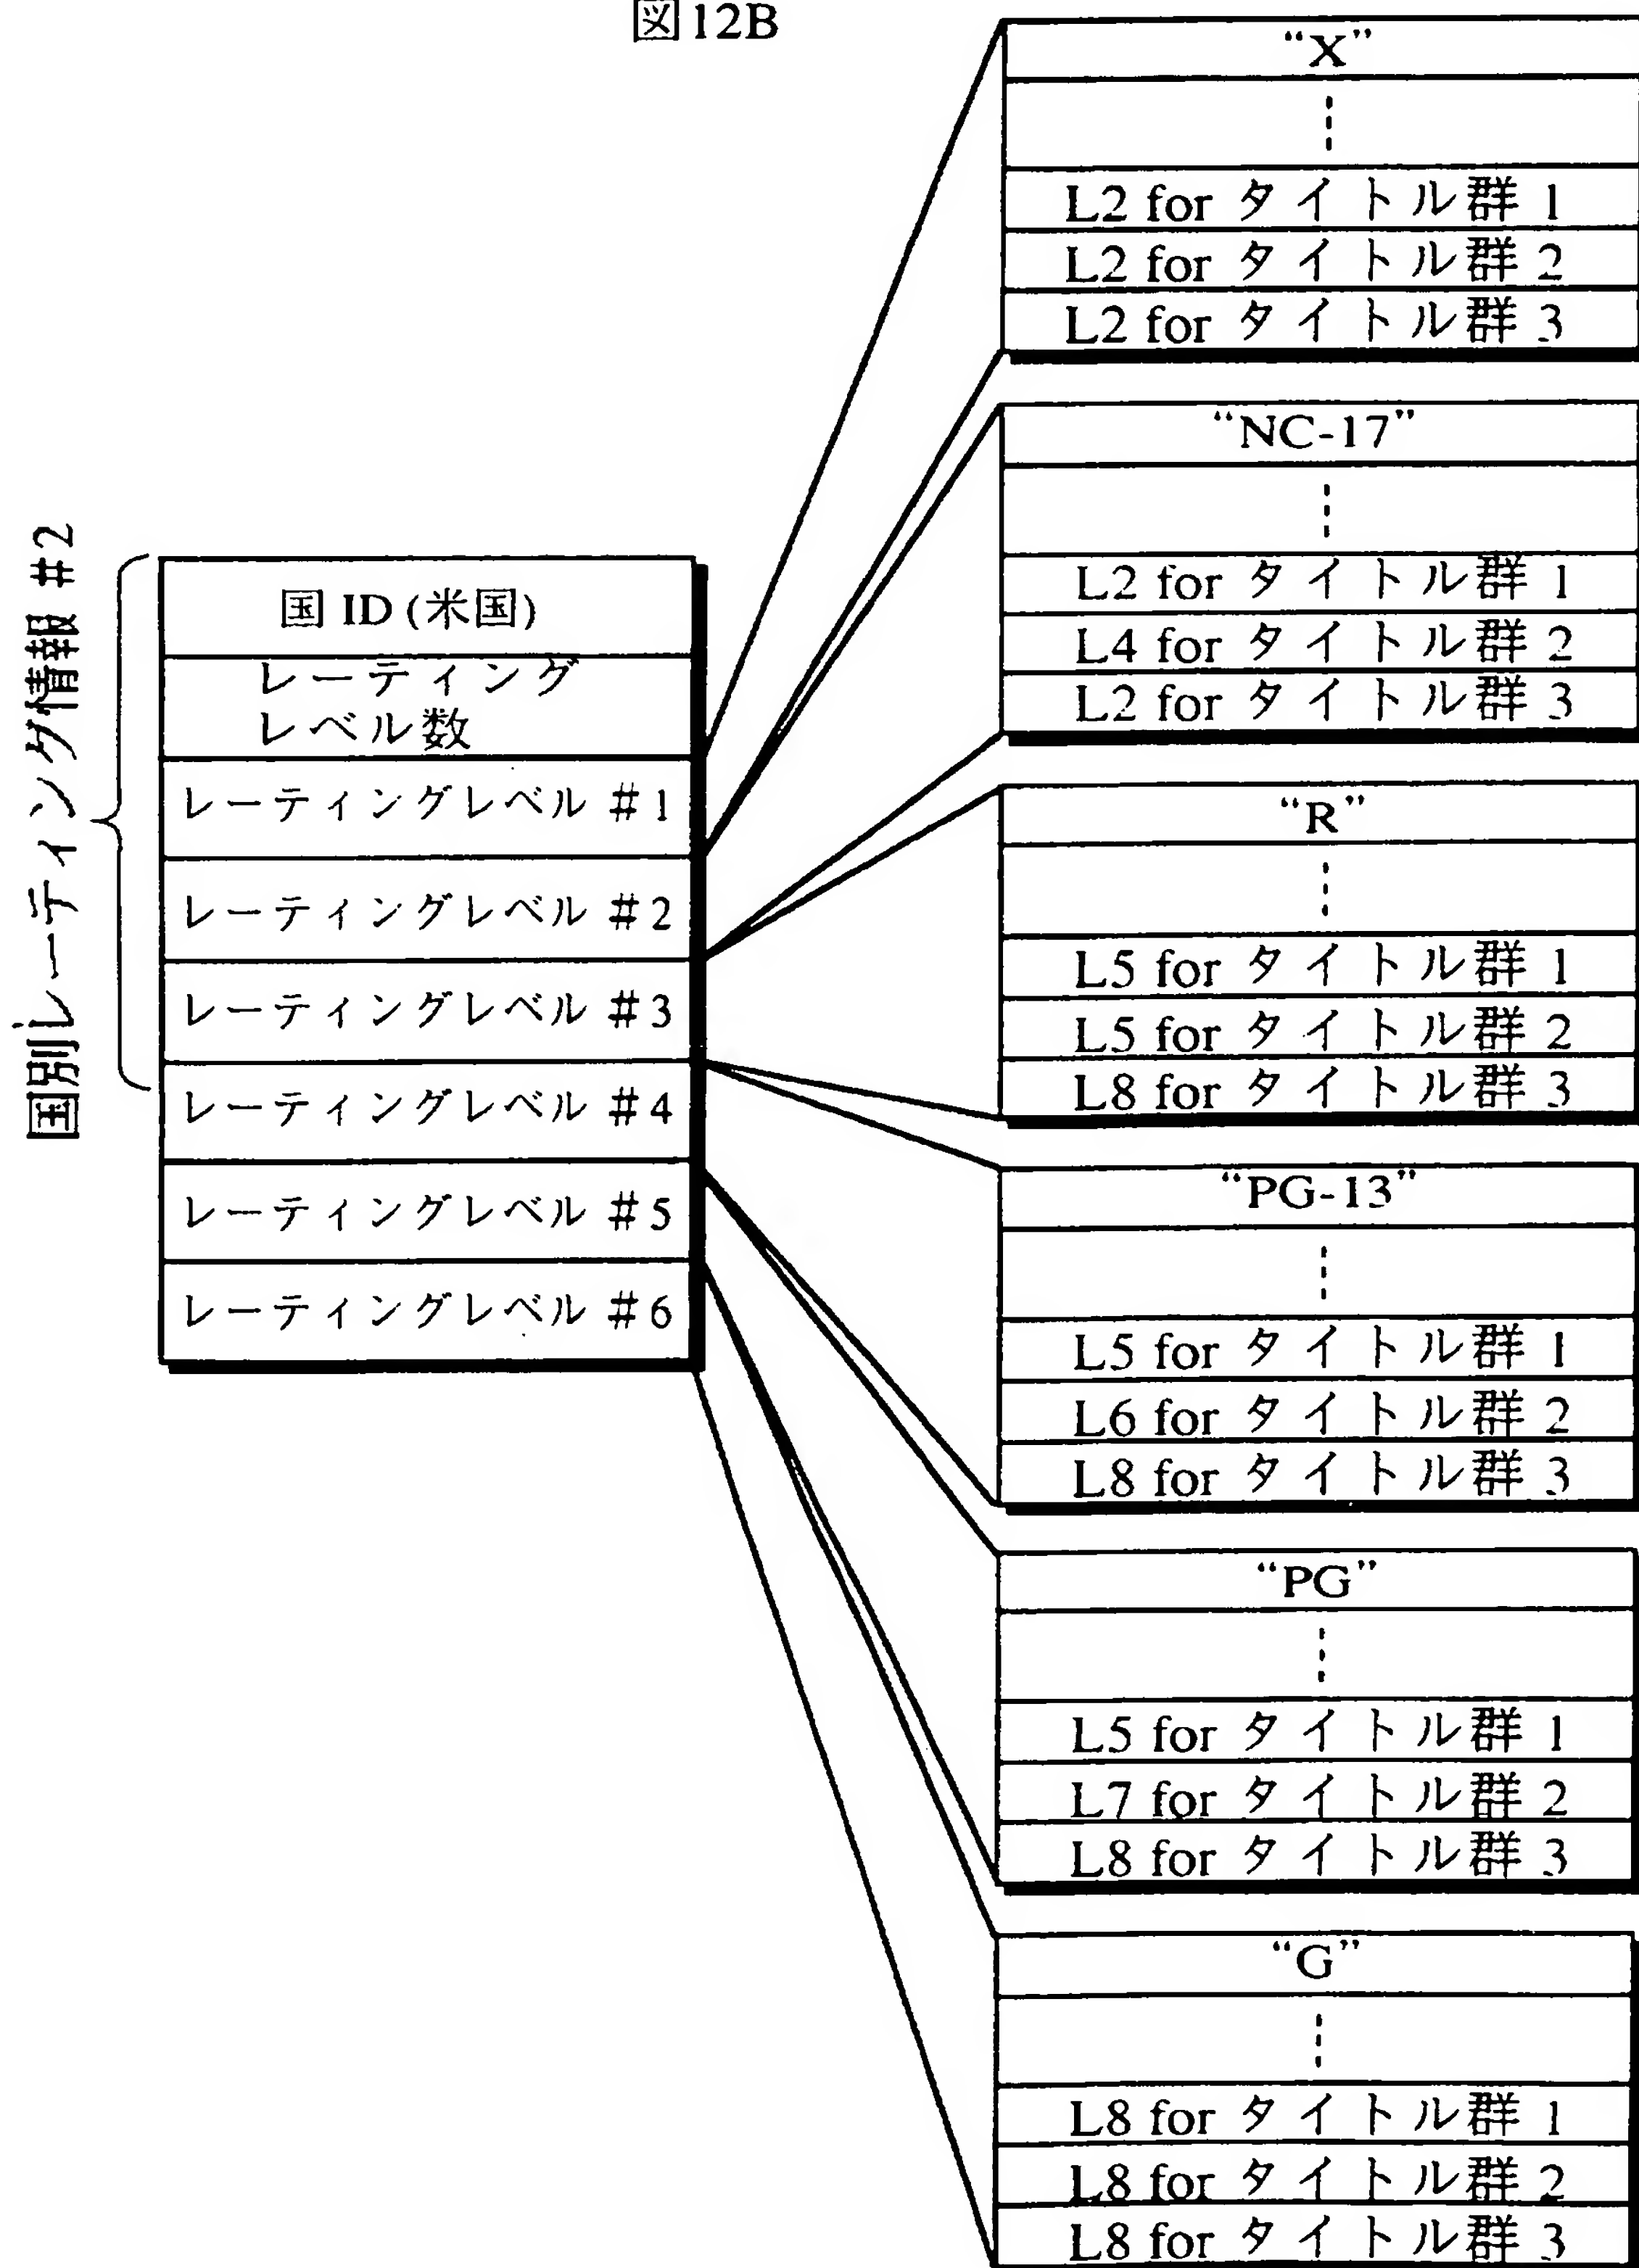 図12B
国別レーティング情報 #2
国 ID (米国)
レーティング
レベル数
レーティングレベル #1
レーティングレベル #2
レーティングレベル #3
レーティングレベル #4
レーティングレベル #5
レーティングレベル #6
“X”
L2 for タイトル群 1
L2 for タイトル群 2
L2 for タイトル群 3
“NC-17”
L2 for タイトル群 1
L4 for タイトル群 2
L2 for タイトル群 3
“R”
L5 for タイトル群 1
L5 for タイトル群 2
L8 for タイトル群 3
“PG-13”
L5 for タイトル群 1
L6 for タイトル群 2
L8 for タイトル群 3
“PG”
L5 for タイトル群 1
L7 for タイトル群 2
L8 for タイトル群 3
“G”
L8 for タイトル群 1
L8 for タイトル群 2
L8 for タイトル群 3